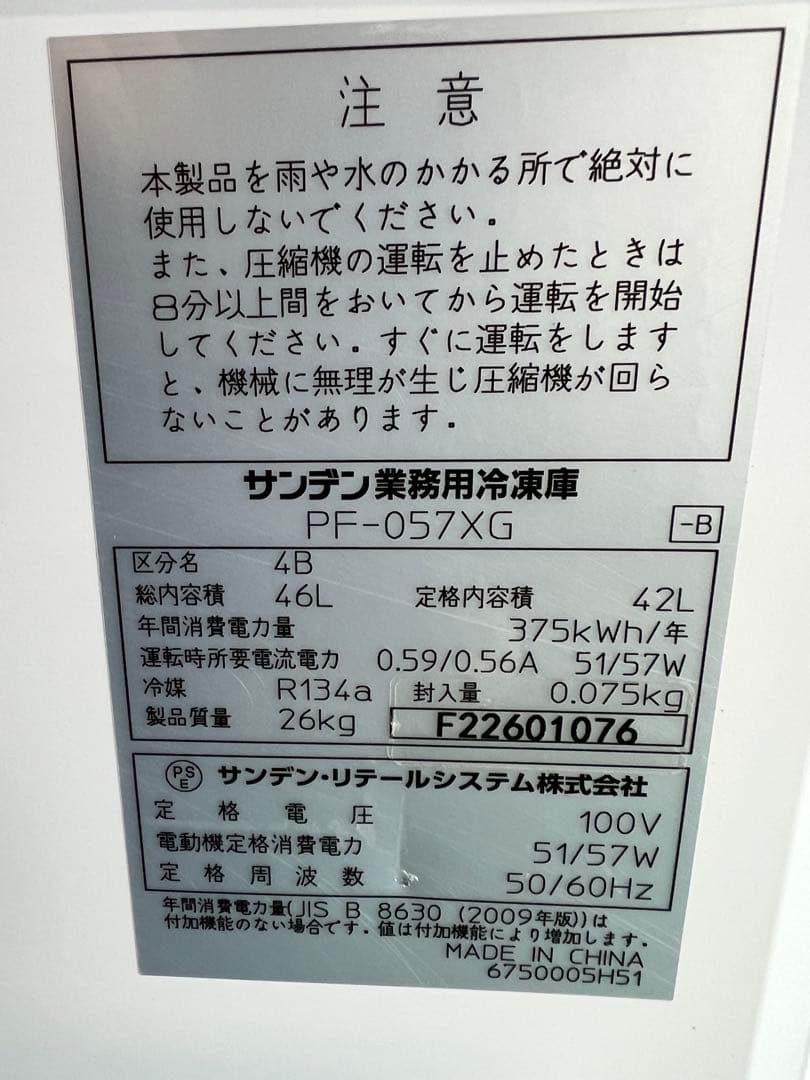 注 意
本製品を雨や水のかかる所で絶対に
使用しないでください。
また、圧縮機の運転を止めたときは
8分以上間をおいてから運転を開始
してください。すぐに運転をします
と、機械に無理が生じ圧縮機が回ら
ないことがあります。
サンデン業務用冷凍庫
PF-057XG -B
区分名 4B
総内容積 46L 定格内容積 42L
年間消費電力量 375kWh/年
運転時所要電流電力 0.59/0.56A 51/57W
冷媒 R134a 封入量 0.075kg
製品質量 26kg F22601076
PSE サンデン・リテールシステム株式会社
定格電圧 100V
電動機定格消費電力 51/57W
定格周波数 50/60Hz
年間消費電力量(JIS B 8630 (2009年版))は
付加機能のない場合です。値は付加機能により増加します。
MADE IN CHINA
6750005H51